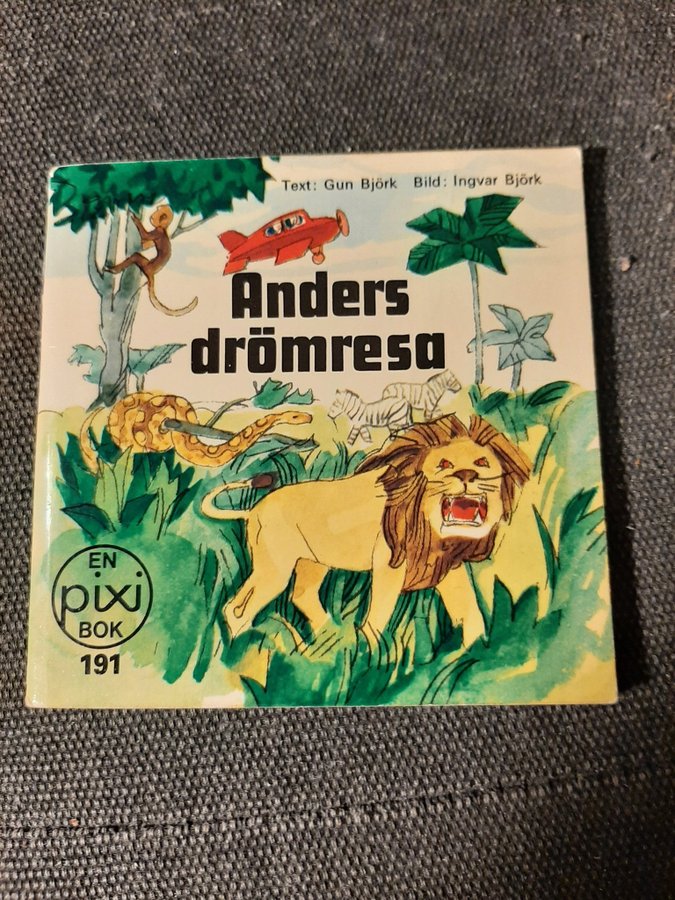 Text: Gun Björk Bild: Ingvar Björk
Anders
drömresa
EN
pixi
BOK
191